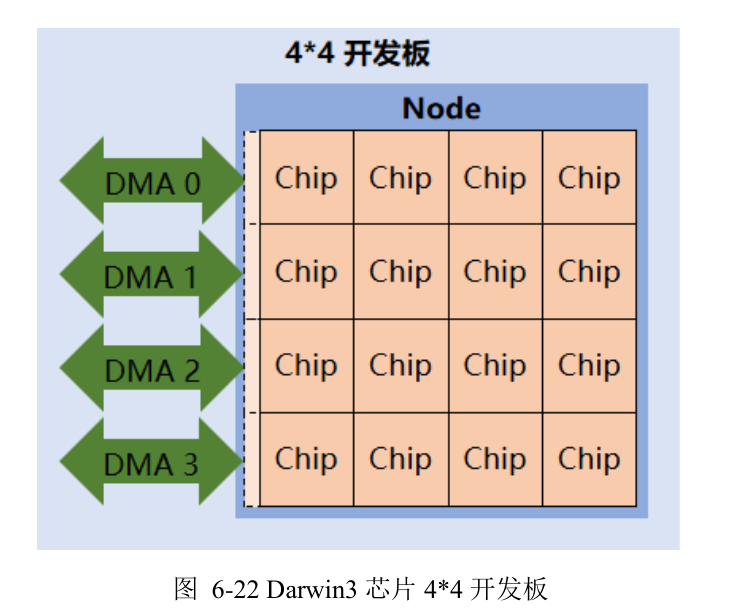 4*4 开发板
Node
DMA 0 Chip Chip Chip Chip
DMA 1 Chip Chip Chip Chip
DMA 2 Chip Chip Chip Chip
DMA 3 Chip Chip Chip Chip
图 6-22 Darwin3 芯片 4*4 开发板